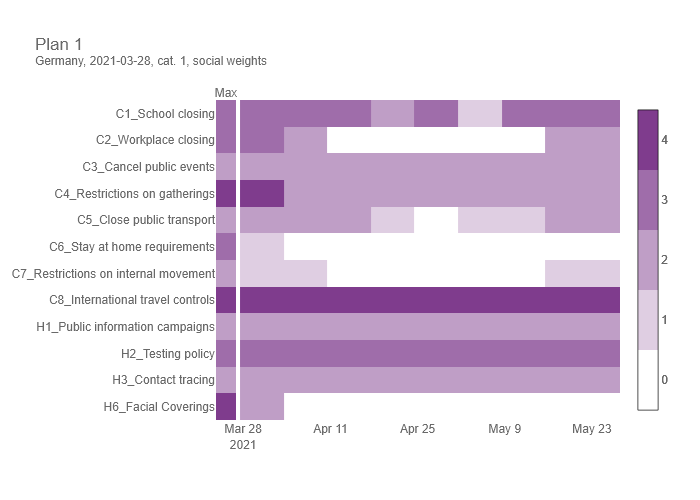 Plan 1
Germany, 2021-03-28, cat. 1, social weights
Max
C1_School closing
C2_Workplace closing
C3_Cancel public events
C4_Restrictions on gatherings
C5_Close public transport
C6_Stay at home requirements
C7_Restrictions on internal movement
C8_International travel controls
H1_Public information campaigns
H2_Testing policy
H3_Contact tracing
H6_Facial Coverings
Mar 28 Apr 11 Apr 25 May 9 May 23
2021
4
3
2
1
0